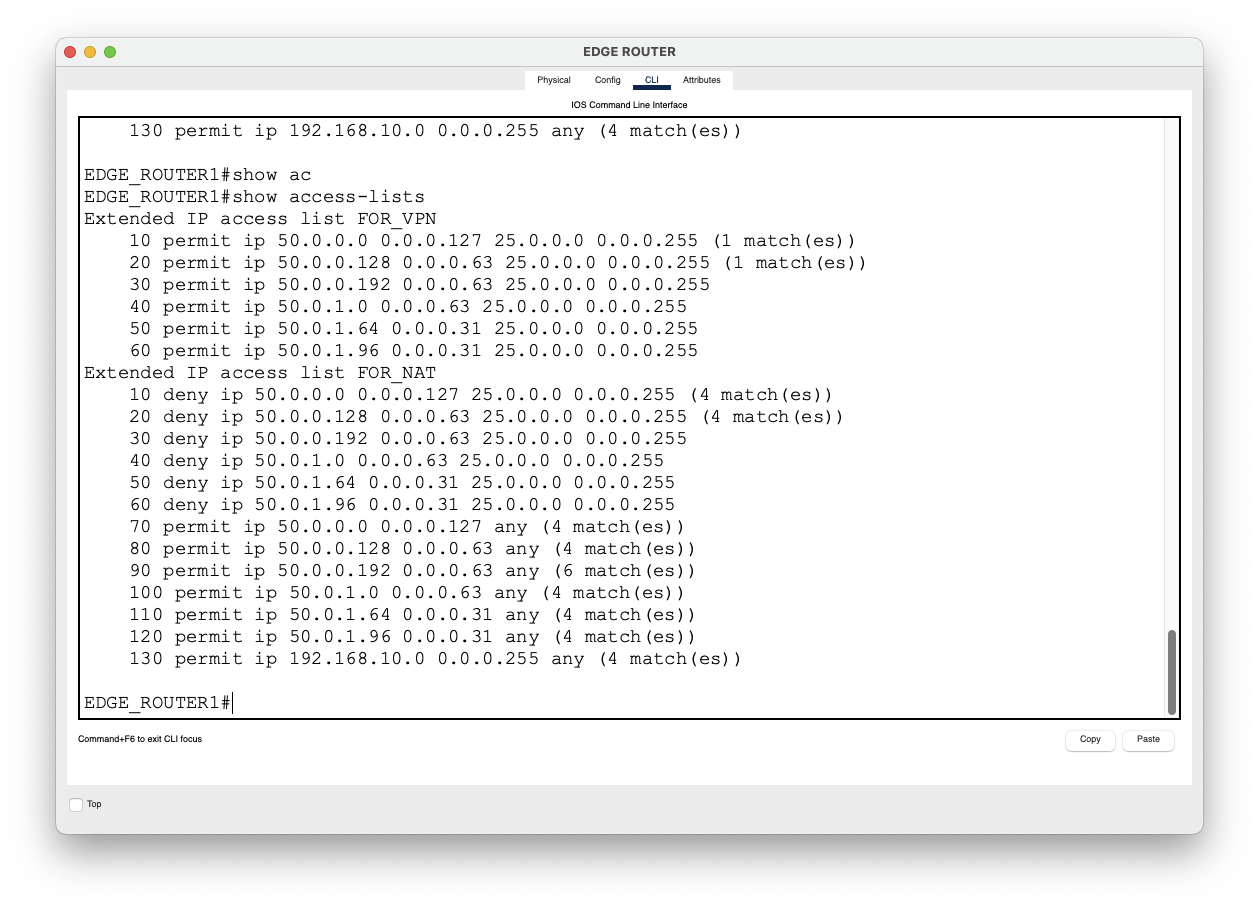 EDGE ROUTER
Physical Config CLI Attributes
IOS Command Line Interface
130 permit ip 192.168.10.0 0.0.0.255 any (4 match(es))
EDGE_ROUTER1#show ac
EDGE_ROUTER1#show access-lists
Extended IP access list FOR_VPN
10 permit ip 50.0.0.0 0.0.0.127 25.0.0.0 0.0.0.255 (1 match(es))
20 permit ip 50.0.0.128 0.0.0.63 25.0.0.0 0.0.0.255 (1 match(es))
30 permit ip 50.0.0.192 0.0.0.63 25.0.0.0 0.0.0.255
40 permit ip 50.0.1.0 0.0.0.63 25.0.0.0 0.0.0.255
50 permit ip 50.0.1.64 0.0.0.31 25.0.0.0 0.0.0.255
60 permit ip 50.0.1.96 0.0.0.31 25.0.0.0 0.0.0.255
Extended IP access list FOR_NAT
10 deny ip 50.0.0.0 0.0.0.127 25.0.0.0 0.0.0.255 (4 match(es))
20 deny ip 50.0.0.128 0.0.0.63 25.0.0.0 0.0.0.255 (4 match(es))
30 deny ip 50.0.0.192 0.0.0.63 25.0.0.0 0.0.0.255
40 deny ip 50.0.1.0 0.0.0.63 25.0.0.0 0.0.0.255
50 deny ip 50.0.1.64 0.0.0.31 25.0.0.0 0.0.0.255
60 deny ip 50.0.1.96 0.0.0.31 25.0.0.0 0.0.0.255
70 permit ip 50.0.0.0 0.0.0.127 any (4 match(es))
80 permit ip 50.0.0.128 0.0.0.63 any (4 match(es))
90 permit ip 50.0.0.192 0.0.0.63 any (6 match(es))
100 permit ip 50.0.1.0 0.0.0.63 any (4 match(es))
110 permit ip 50.0.1.64 0.0.0.31 any (4 match(es))
120 permit ip 50.0.1.96 0.0.0.31 any (4 match(es))
130 permit ip 192.168.10.0 0.0.0.255 any (4 match(es))
EDGE_ROUTER1#
Command+F6 to exit CLI focus
Copy Paste
Top